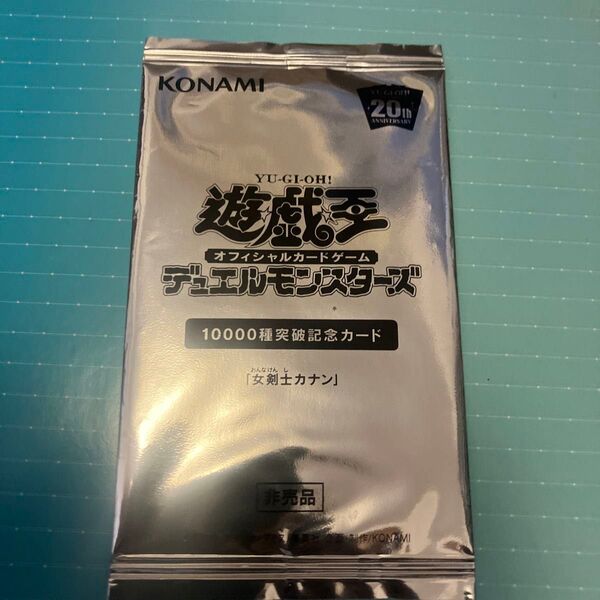 KONAMI
YU-GI-OH!
20th
ANNIVERSARY
YU-GI-OH!
遊戯王
オフィシャルカードゲーム
デュエルモンスターズ
10000種突破記念カード
おんなけんし
「女剣士カナン」
非売品
制作/KONAMI